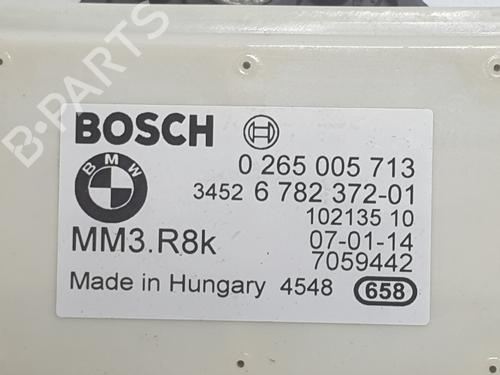 B-PARTS
BOSCH
BMW
0 265 005 713
3452 6 782 372-01
102135 10
MM3.R8k 07-01-14
7059442
Made in Hungary 4548 658